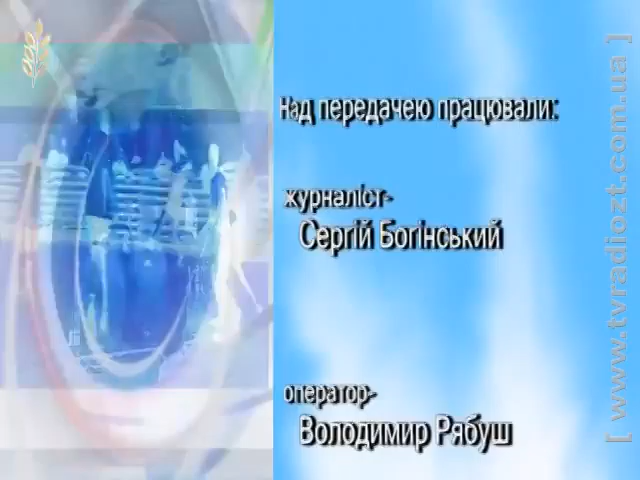 Над передачею працювали:
журналіст-
Сергій Богінський
оператор-
Володимир Рябуш
[ www.tvradiozt.com.ua ]